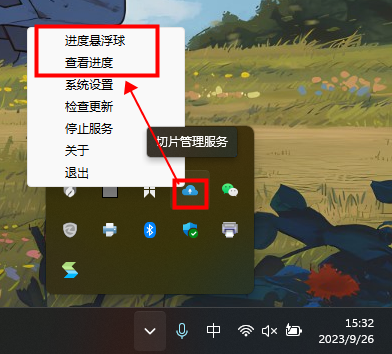 进度悬浮球
查看进度
系统设置
检查更新
停止服务
关于
退出
切片管理服务
中
15:32
2023/9/26